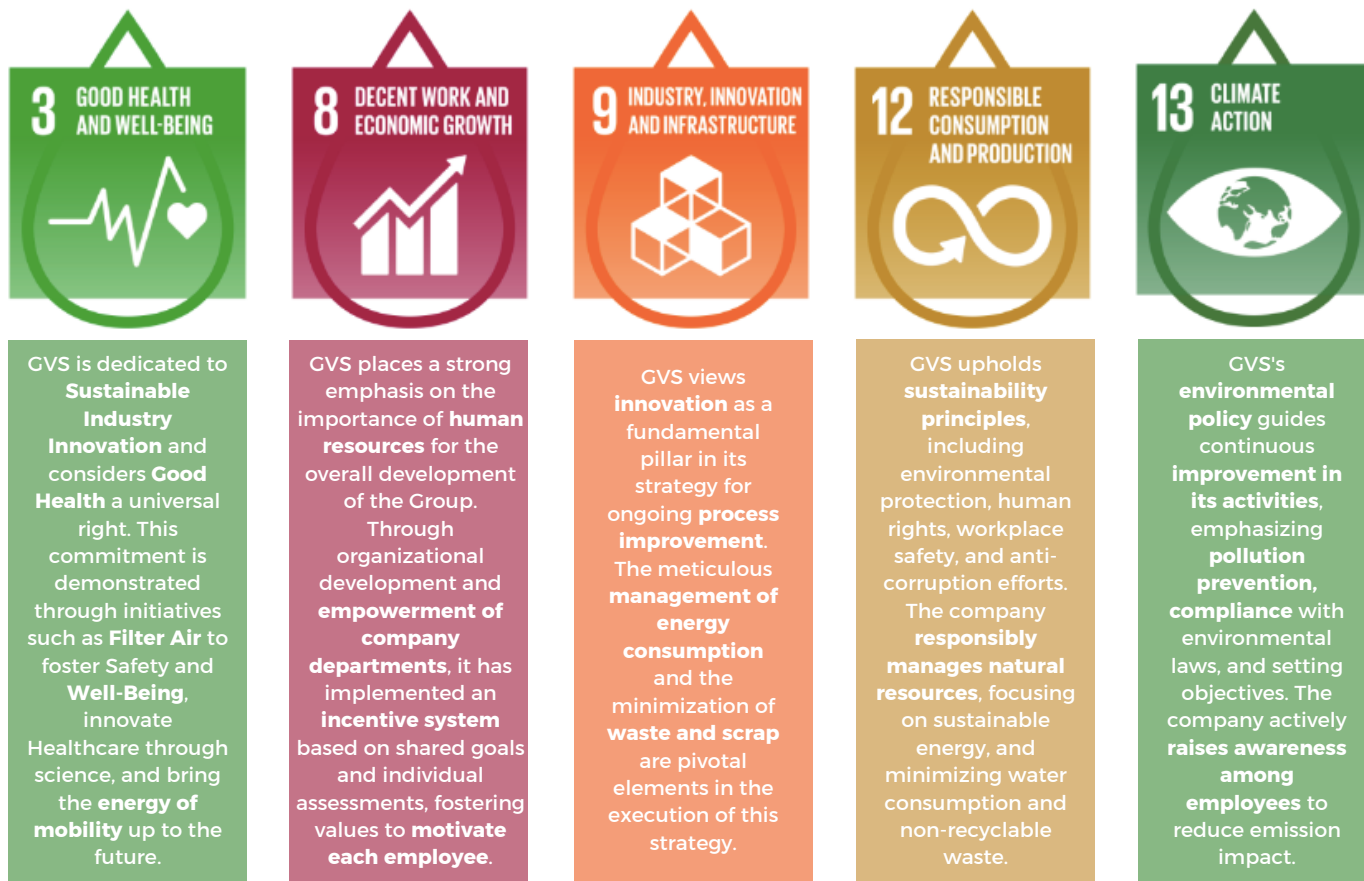 3 GOOD HEALTH
AND WELL-BEING
8 DECENT WORK AND
ECONOMIC GROWTH
9 INDUSTRY, INNOVATION
AND INFRASTRUCTURE
12 RESPONSIBLE
CONSUMPTION
AND PRODUCTION
13 CLIMATE
ACTION
GVS is dedicated to
Sustainable
Industry
Innovation and
considers Good
Health a universal
right. This
commitment is
demonstrated
through initiatives
such as Filter Air to
foster Safety and
Well-Being,
innovate
Healthcare through
science, and bring
the energy of
mobility up to the
future.
GVS places a strong
emphasis on the
importance of human
resources for the
overall development
of the Group.
Through
organizational
development and
empowerment of
company
departments, it has
implemented an
incentive system
based on shared goals
and individual
assessments, fostering
values to motivate
each employee.
GVS views
innovation as a
fundamental
pillar in its
strategy for
ongoing process
improvement.
The meticulous
management of
energy
consumption
and the
minimization of
waste and scrap
are pivotal
elements in the
execution of this
strategy.
GVS upholds
sustainability
principles,
including
environmental
protection, human
rights, workplace
safety, and anti-
corruption efforts.
The company
responsibly
manages natural
resources, focusing
on sustainable
energy, and
minimizing water
consumption and
non-recyclable
waste.
GVS's
environmental
policy guides
continuous
improvement in
its activities,
emphasizing
pollution
prevention,
compliance with
environmental
laws, and setting
objectives. The
company actively
raises awareness
among
employees to
reduce emission
impact.